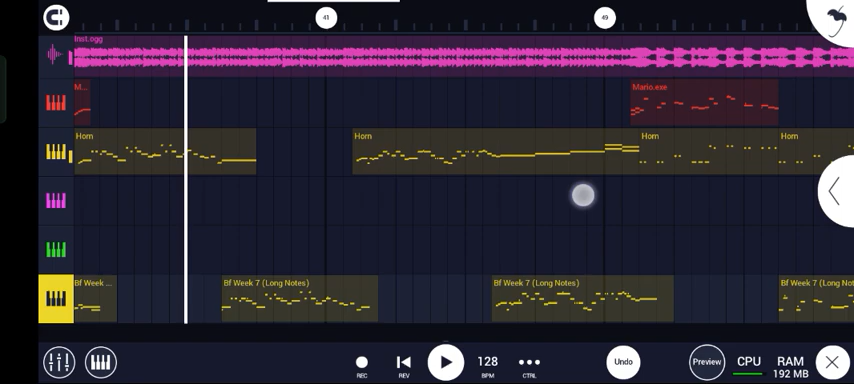 41
49
Inst.ogg
M...
Mario.exe
Horn
Horn
Horn
Horn
Bf Week ...
Bf Week 7 (Long Notes)
Bf Week 7 (Long Notes)
Bf Week 7 (Long Not
REC
REV
128
BPM
CTRL
Undo
Preview
CPU
RAM
192 MB